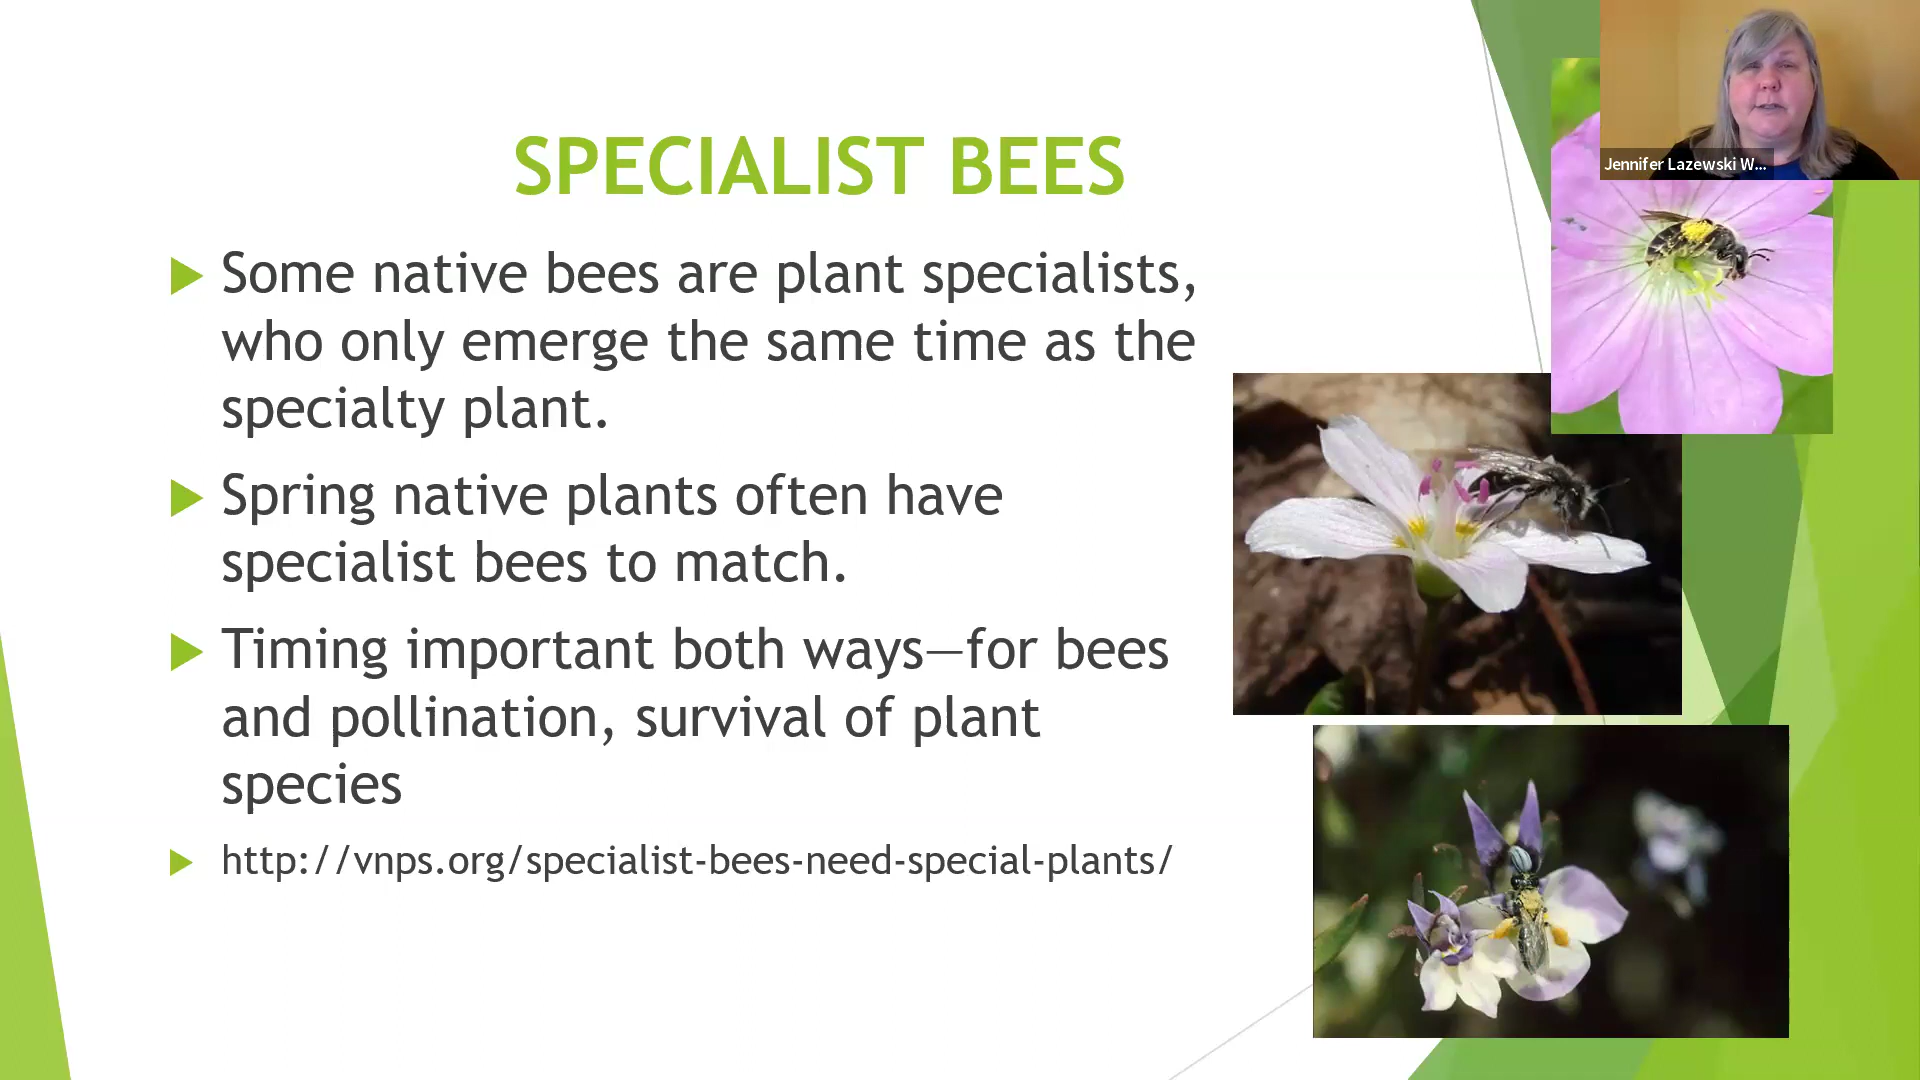 Jennifer Lazewski W...
SPECIALIST BEES
Some native bees are plant specialists,
who only emerge the same time as the
specialty plant.
Spring native plants often have
specialist bees to match.
Timing important both ways—for bees
and pollination, survival of plant
species
http://vnps.org/specialist-bees-need-special-plants/